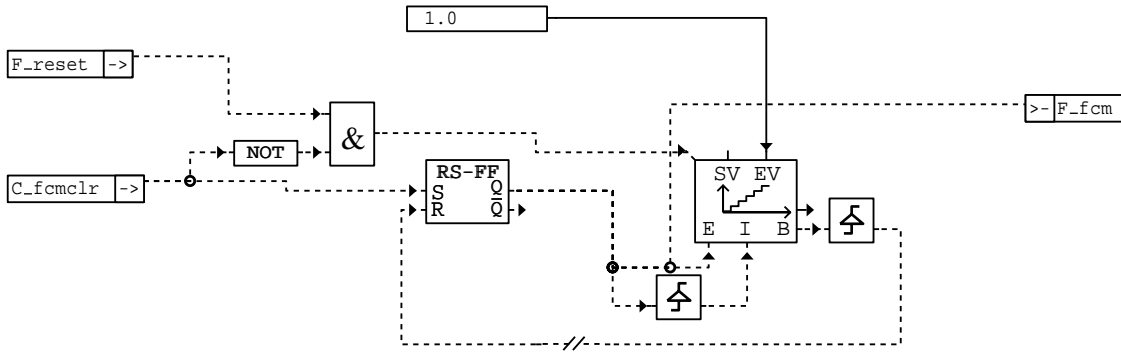 1.0
F_reset ->
>- F_fcm
&
NOT
RS-FF
C_fcmclr ->
S Q
R Q̅
SV EV
E I B